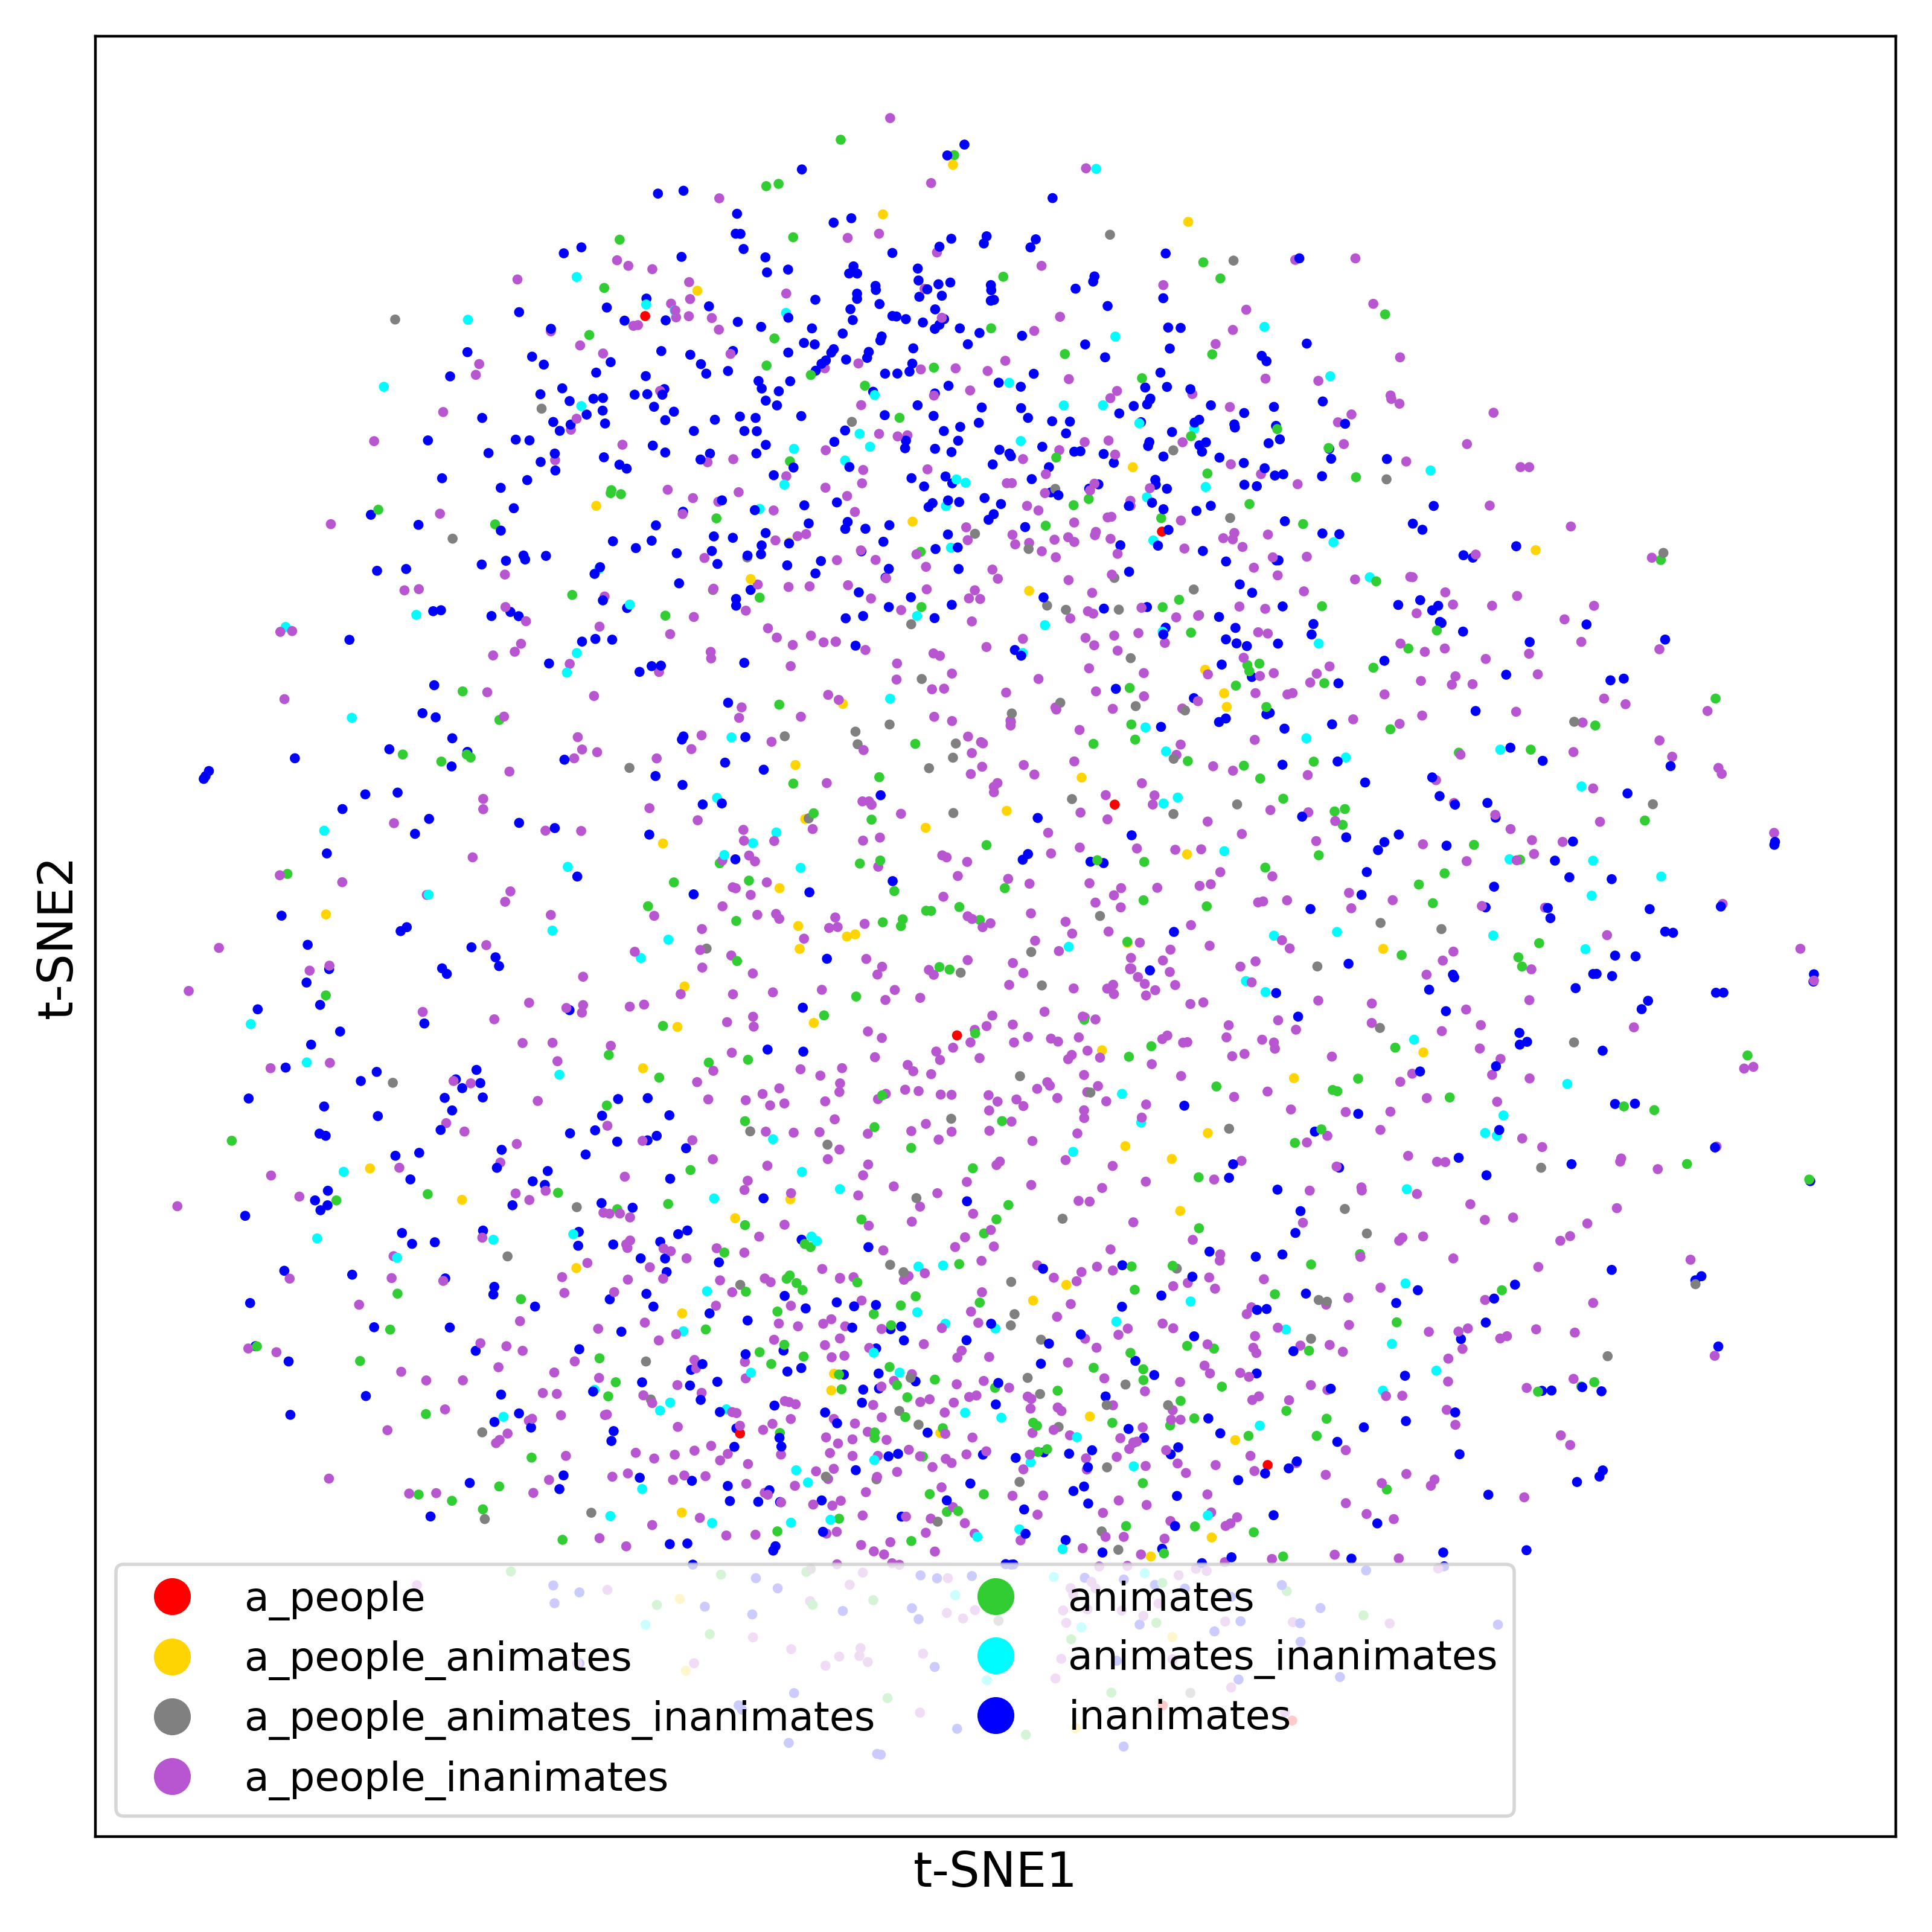 t-SNE2
a_people
a_people_animates
a_people_animates_inanimates
a_people_inanimates
animates
animates_inanimates
inanimates
t-SNE1